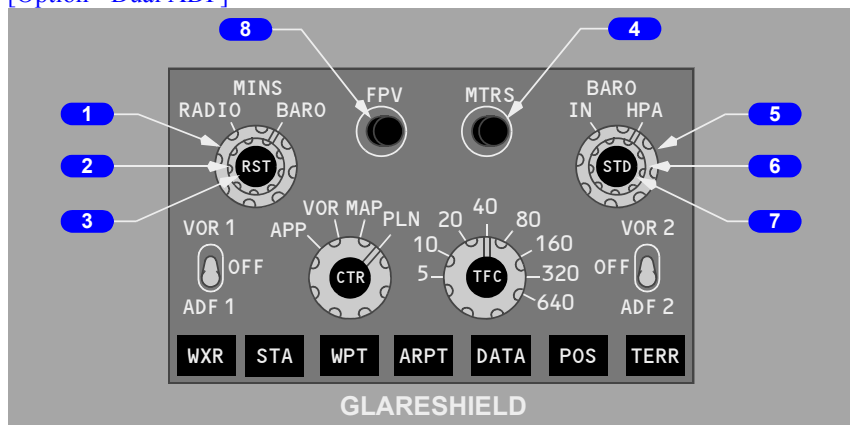 [Option - Dual ADF]
8 4
MINS BARO
FPV MTRS
RADIO BARO IN HPA
1 5
2 RST STD 6
3 7
VOR 1 VOR MAP 20 40 80 VOR 2
APP PLN 10 160
OFF CTR 5 TFC 320 OFF
640
ADF 1 ADF 2
WXR STA WPT ARPT DATA POS TERR
GLARESHIELD